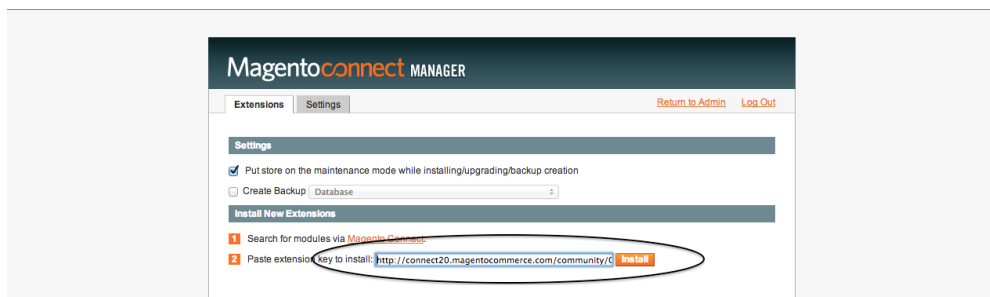 Magentoconnect MANAGER
Extensions Settings Return to Admin Log Out
Settings
Put store on the maintenance mode while installing/upgrading/backup creation
Create Backup Database
Install New Extensions
1 Search for modules via Magento Connect.
2 Paste extension key to install: http://connect20.magentocommerce.com/community/ Install